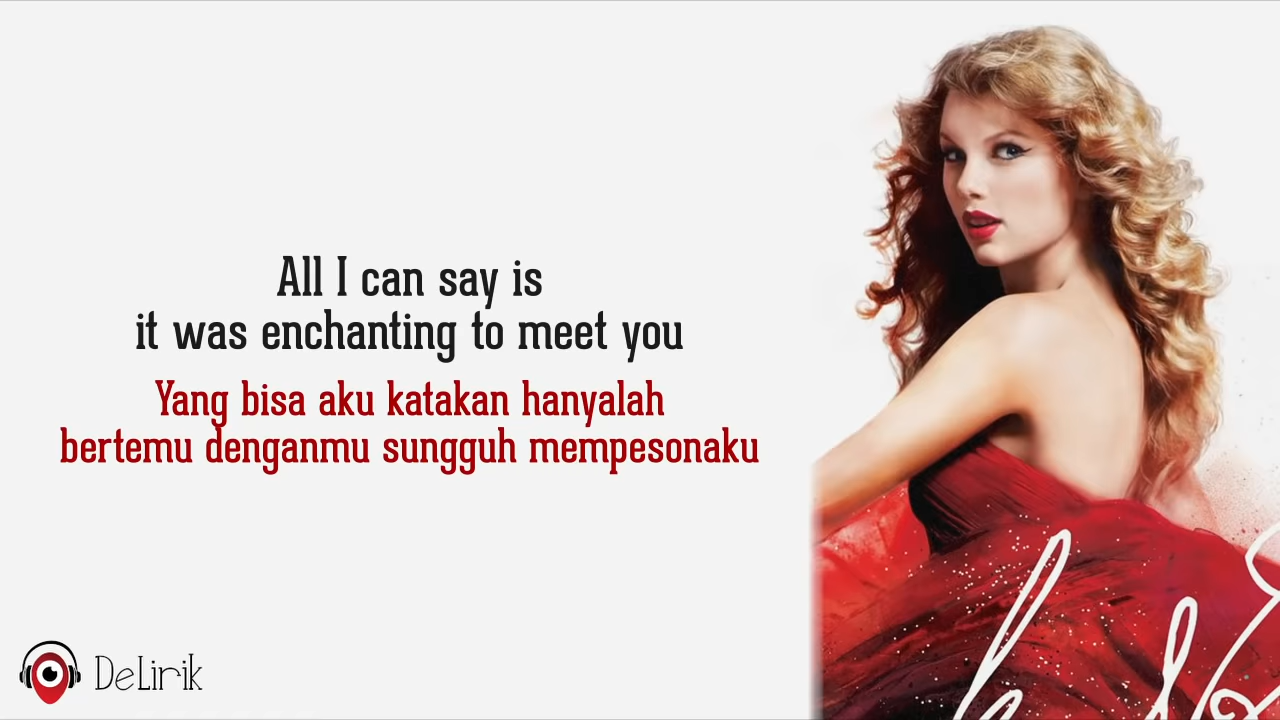 All I can say is
it was enchanting to meet you
Yang bisa aku katakan hanyalah
bertemu denganmu sungguh mempesonaku
DeLirik